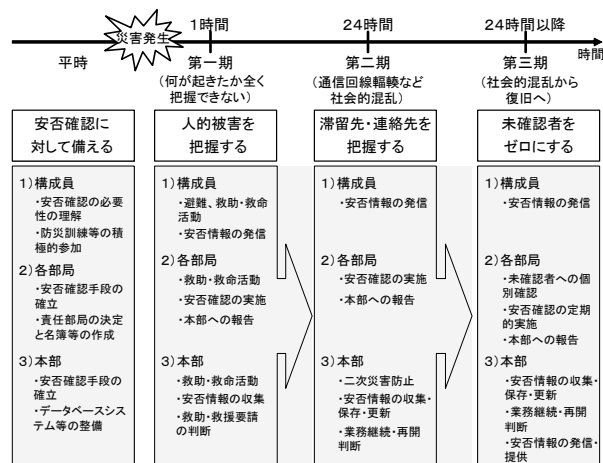 災害発生
1時間
24時間
24時間以降
時間
平時
第一期
(何が起きたか全く
把握できない)
第二期
(通信回線輻輳など
社会的混乱)
第三期
(社会的混乱から
復旧へ)
安否確認に
対して備える
1)構成員
・安否確認の必要
性の理解
・防災訓練等の積
極的参加
2)各部局
・安否確認手段の
確立
・責任部局の決定
と名簿等の作成
3)本部
・安否確認手段の
確立
・データベースシス
テム等の整備
人的被害を
把握する
1)構成員
・避難、救助・救命
活動
・安否情報の発信
2)各部局
・救助・救命活動
・安否確認の実施
・本部への報告
3)本部
・救助・救命活動
・安否情報の収集
・救助・救援要請
の判断
滞留先・連絡先を
把握する
1)構成員
・安否情報の発信
2)各部局
・安否確認の実施
・本部への報告
3)本部
・二次災害防止
・安否情報の収集・
保存・更新
・業務継続・再開
判断
未確認者を
ゼロにする
1)構成員
・安否情報の発信
2)各部局
・未確認者への個
別確認
・安否確認の定期
的実施
・本部への報告
3)本部
・安否情報の収集・
保存・更新
・業務継続・再開
判断
・安否情報の発信・
提供